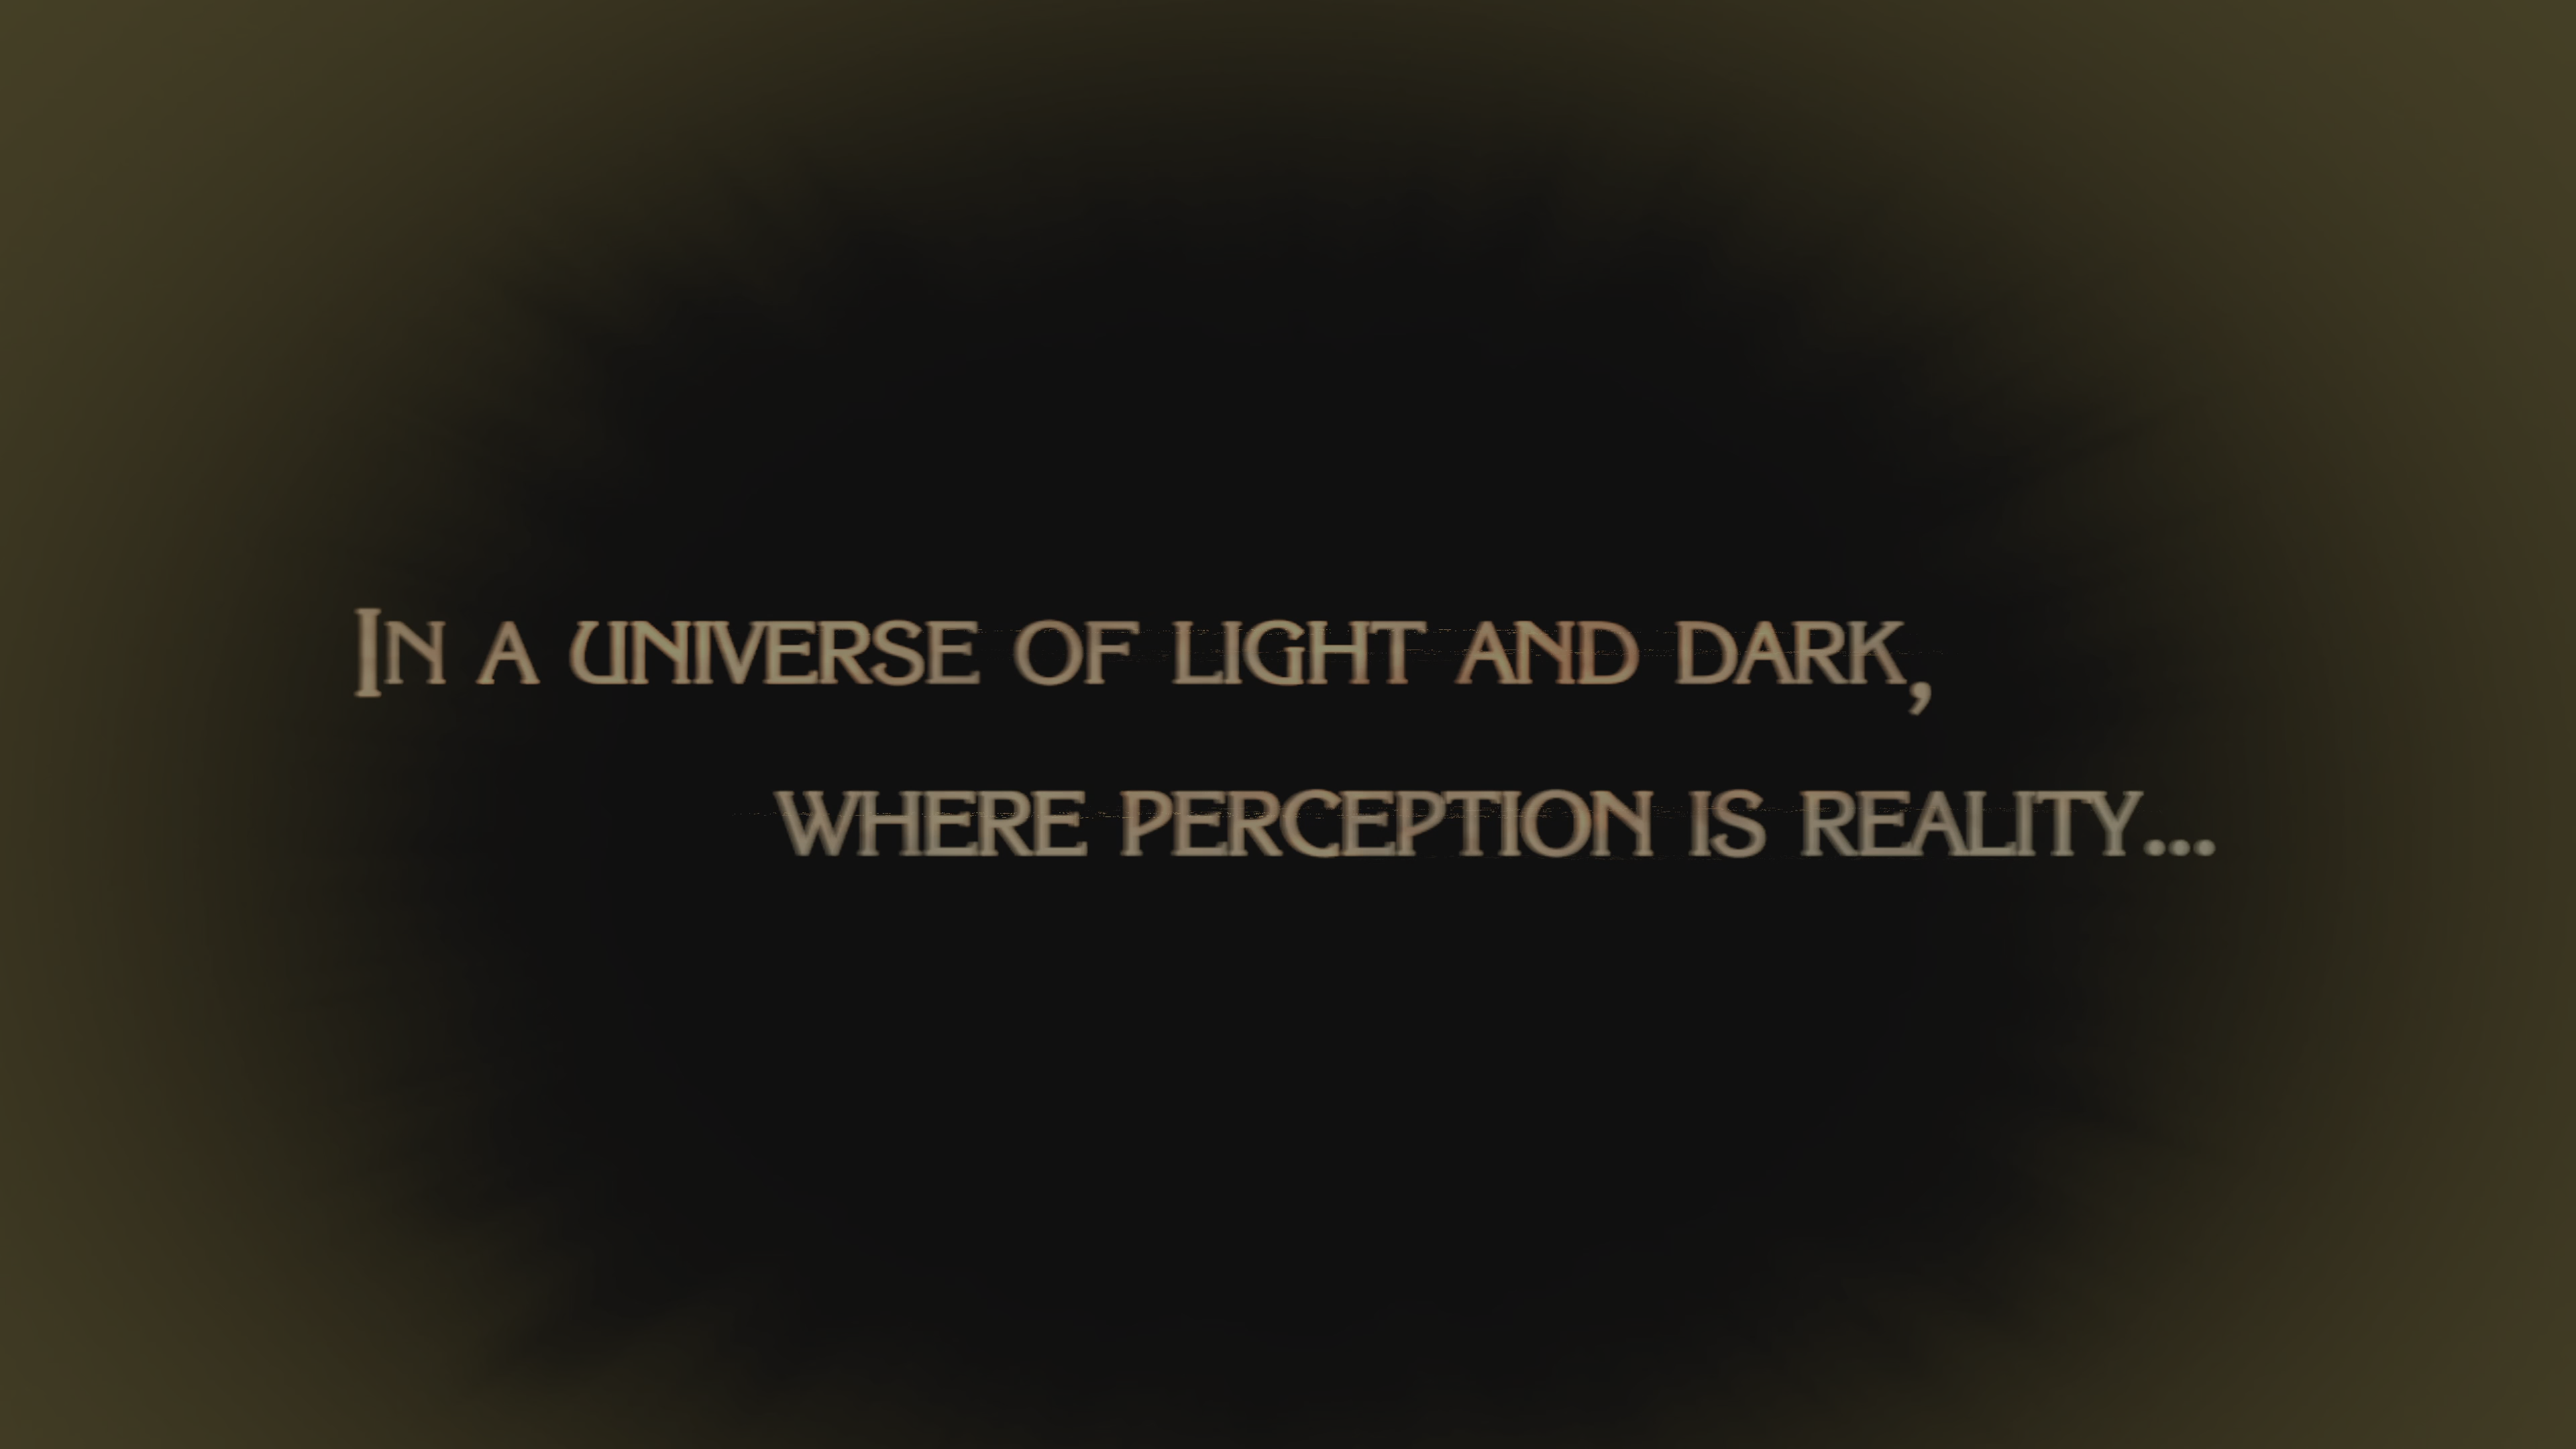 In a universe of light and dark,
where perception is reality...